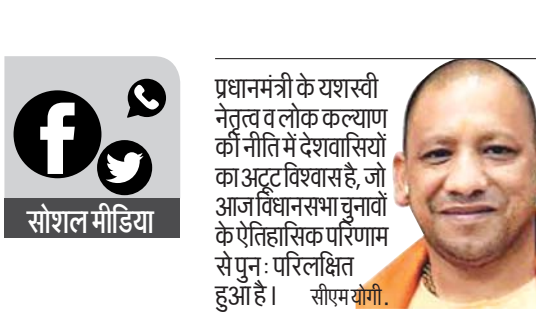 सोशल मीडिया
प्रधानमंत्री के यशस्वी
नेतृत्व व लोक कल्याण
की नीति में देशवासियों
का अटूट विश्वास है, जो
आज विधानसभा चुनावों
के ऐतिहासिक परिणाम
से पुनः परिलक्षित
हुआ है। सीएम योगी.